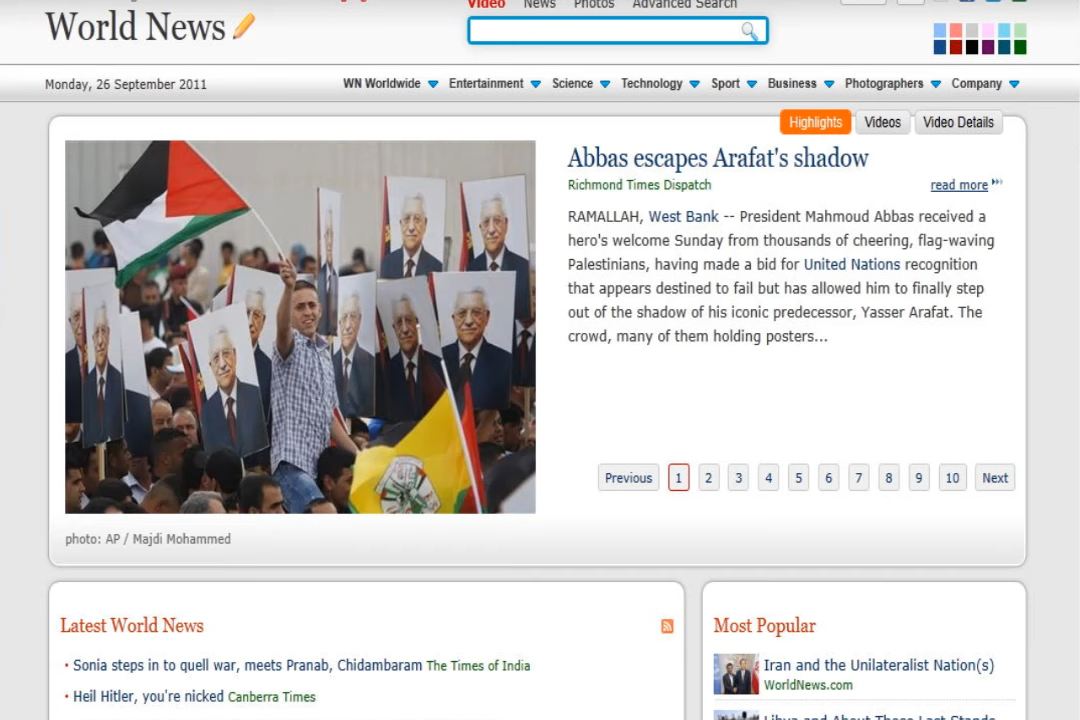 Video News Photos Advanced Search
World News
Monday, 26 September 2011
WN Worldwide Entertainment Science Technology Sport Business Photographers Company
Highlights Videos Video Details
Abbas escapes Arafat's shadow
Richmond Times Dispatch read more
RAMALLAH, West Bank -- President Mahmoud Abbas received a
hero's welcome Sunday from thousands of cheering, flag-waving
Palestinians, having made a bid for United Nations recognition
that appears destined to fail but has allowed him to finally step
out of the shadow of his iconic predecessor, Yasser Arafat. The
crowd, many of them holding posters...
Previous 1 2 3 4 5 6 7 8 9 10 Next
photo: AP / Majdi Mohammed
Latest World News
• Sonia steps in to quell war, meets Pranab, Chidambaram The Times of India
• Heil Hitler, you're nicked Canberra Times
Most Popular
Iran and the Unilateralist Nation(s)
WorldNews.com
Libya and About Those Last Stands